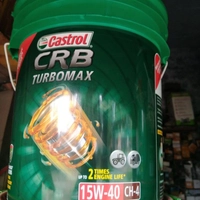 Castrol
CRB
TURBOMAX
UP TO 2 TIMES
ENGINE LIFE*
15W-40 CH-4